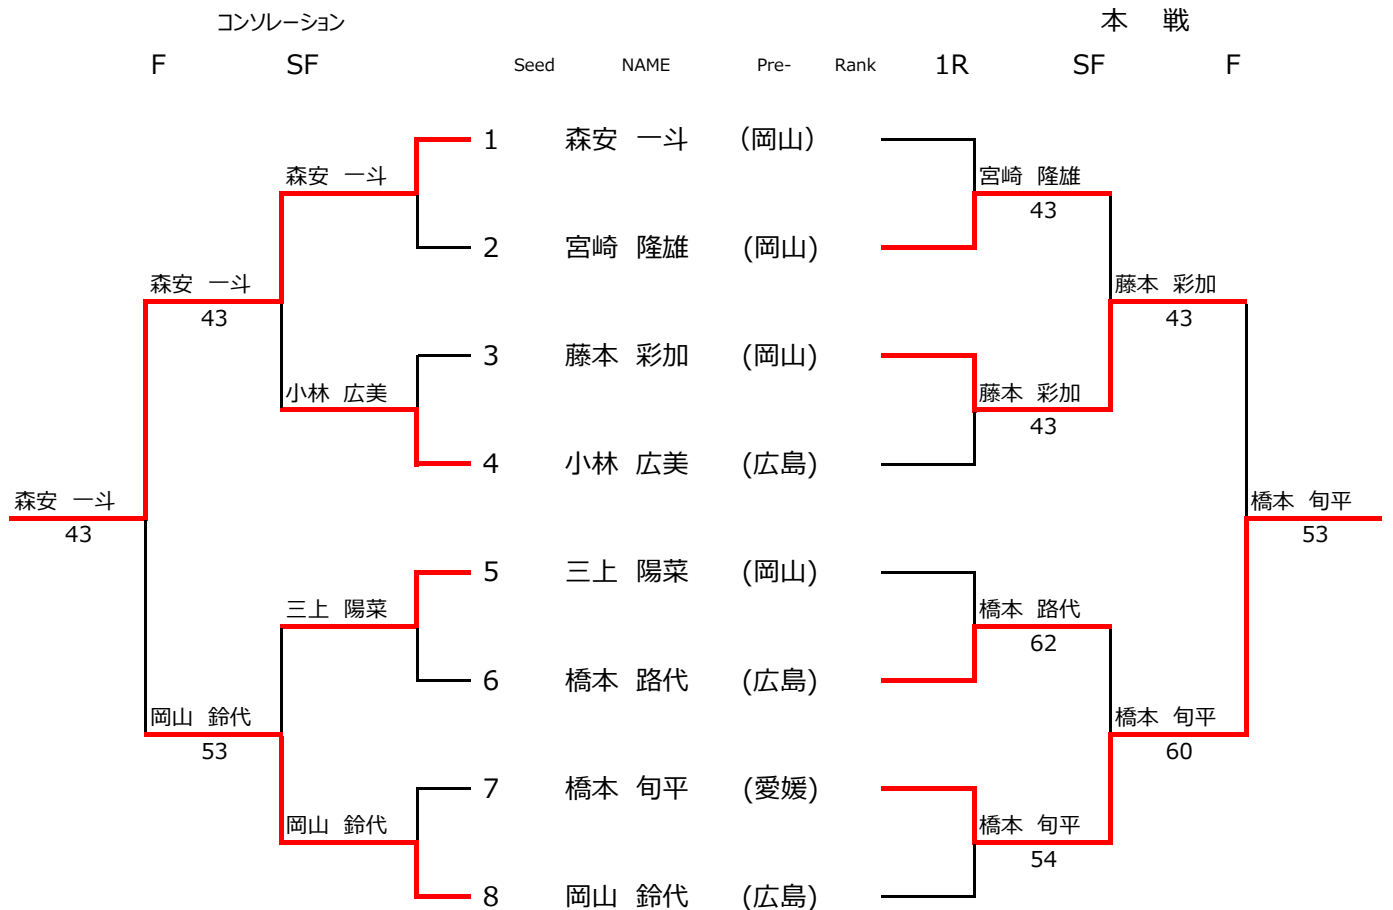 コンソレーション 本 戦
F SF Seed NAME Pre- Rank 1R SF F
1 森安 一斗 (岡山)
森安 一斗 宮崎 隆雄
43
2 宮崎 隆雄 (岡山)
森安 一斗 藤本 彩加
43 43
3 藤本 彩加 (岡山)
小林 広美 藤本 彩加
43
4 小林 広美 (広島)
森安 一斗 橋本 旬平
43 53
5 三上 陽菜 (岡山)
三上 陽菜 橋本 路代
62
6 橋本 路代 (広島)
岡山 鈴代 橋本 旬平
53 60
7 橋本 旬平 (愛媛)
岡山 鈴代 橋本 旬平
54
8 岡山 鈴代 (広島)